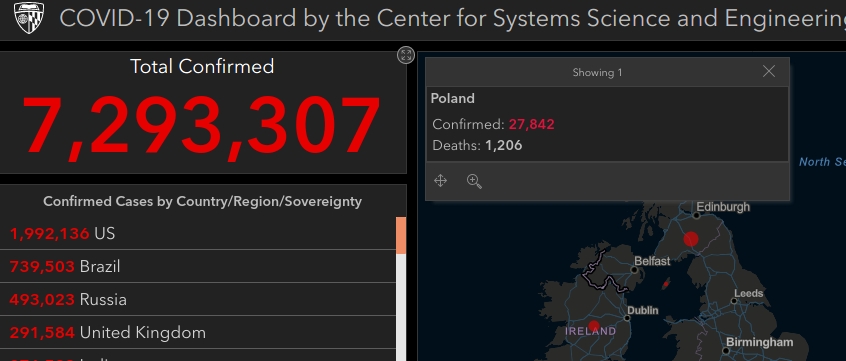 COVID-19 Dashboard by the Center for Systems Science and Engineering
Total Confirmed
7,293,307
Confirmed Cases by Country/Region/Sovereignty
1,992,136 US
739,503 Brazil
493,023 Russia
291,584 United Kingdom
Showing 1
Poland
Confirmed: 27,842
Deaths: 1,206
North
Edinburgh
Belfast
Leeds
Dublin
IRELAND
Birmingham